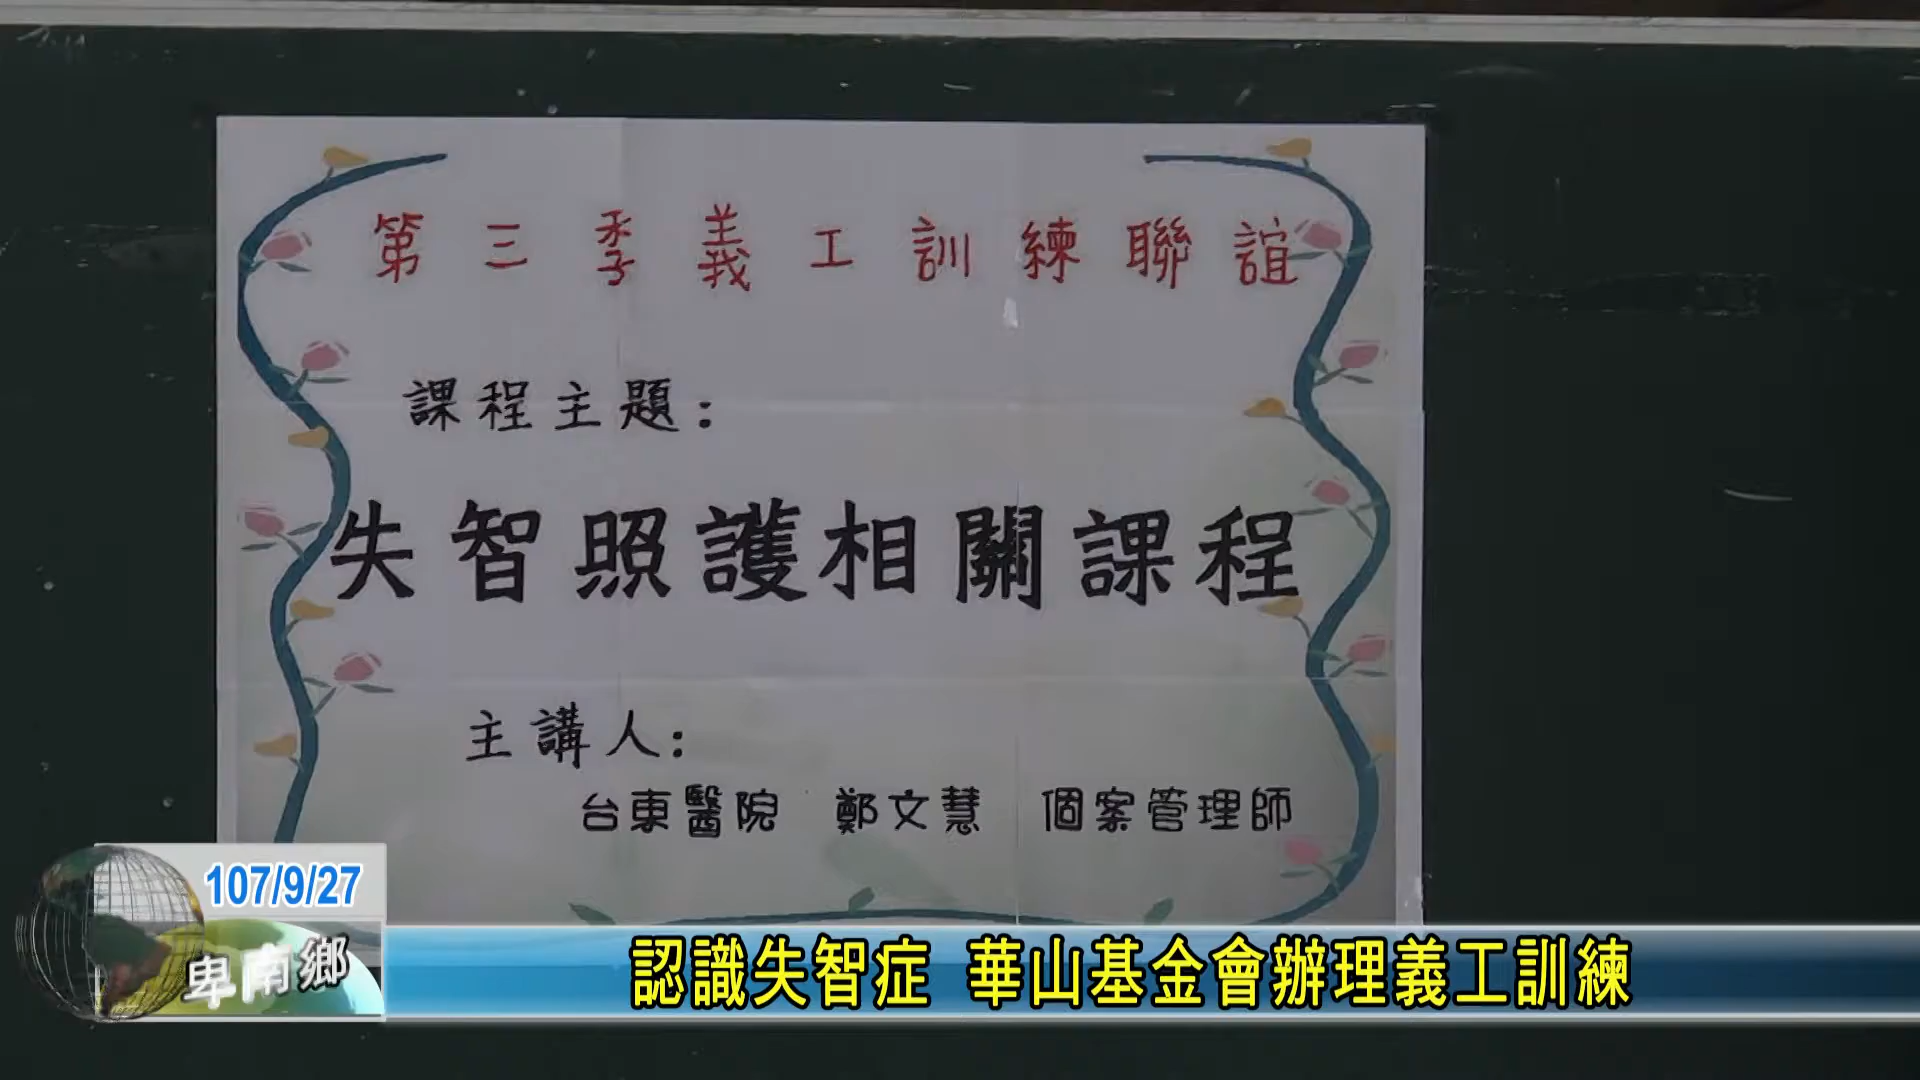 第三季義工訓練聯誼
課程主題:
失智照護相關課程
主講人:
台東醫院 鄭文慧 個案管理師
107/9/27
卑南鄉
認識失智症 華山基金會辦理義工訓練